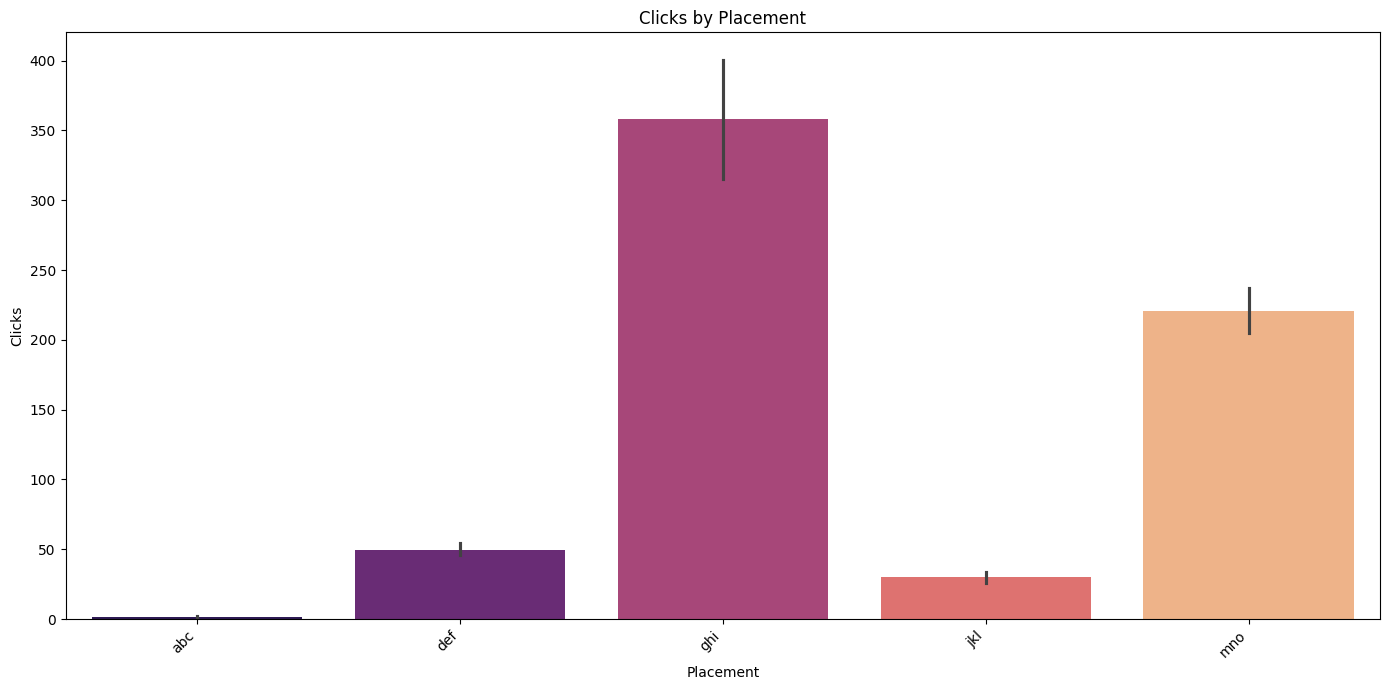 Clicks by Placement
400
350
300
250
200
150
100
50
0
Clicks
abc
def
ghi
jkl
mno
Placement